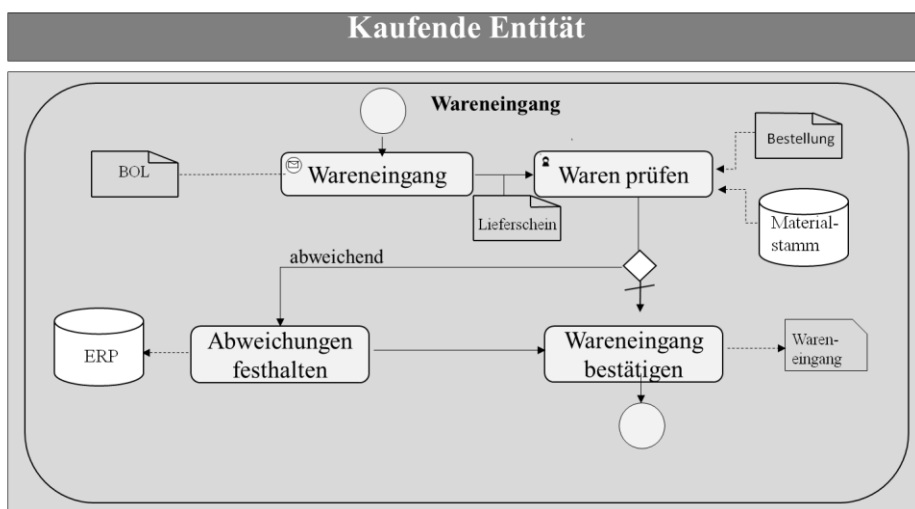 Kaufende Entität
Wareneingang
BOL
Wareneingang
Waren prüfen
Bestellung
Lieferschein
Material-
stamm
abweichend
ERP
Abweichungen
festhalten
Wareneingang
bestätigen
Waren-
eingang